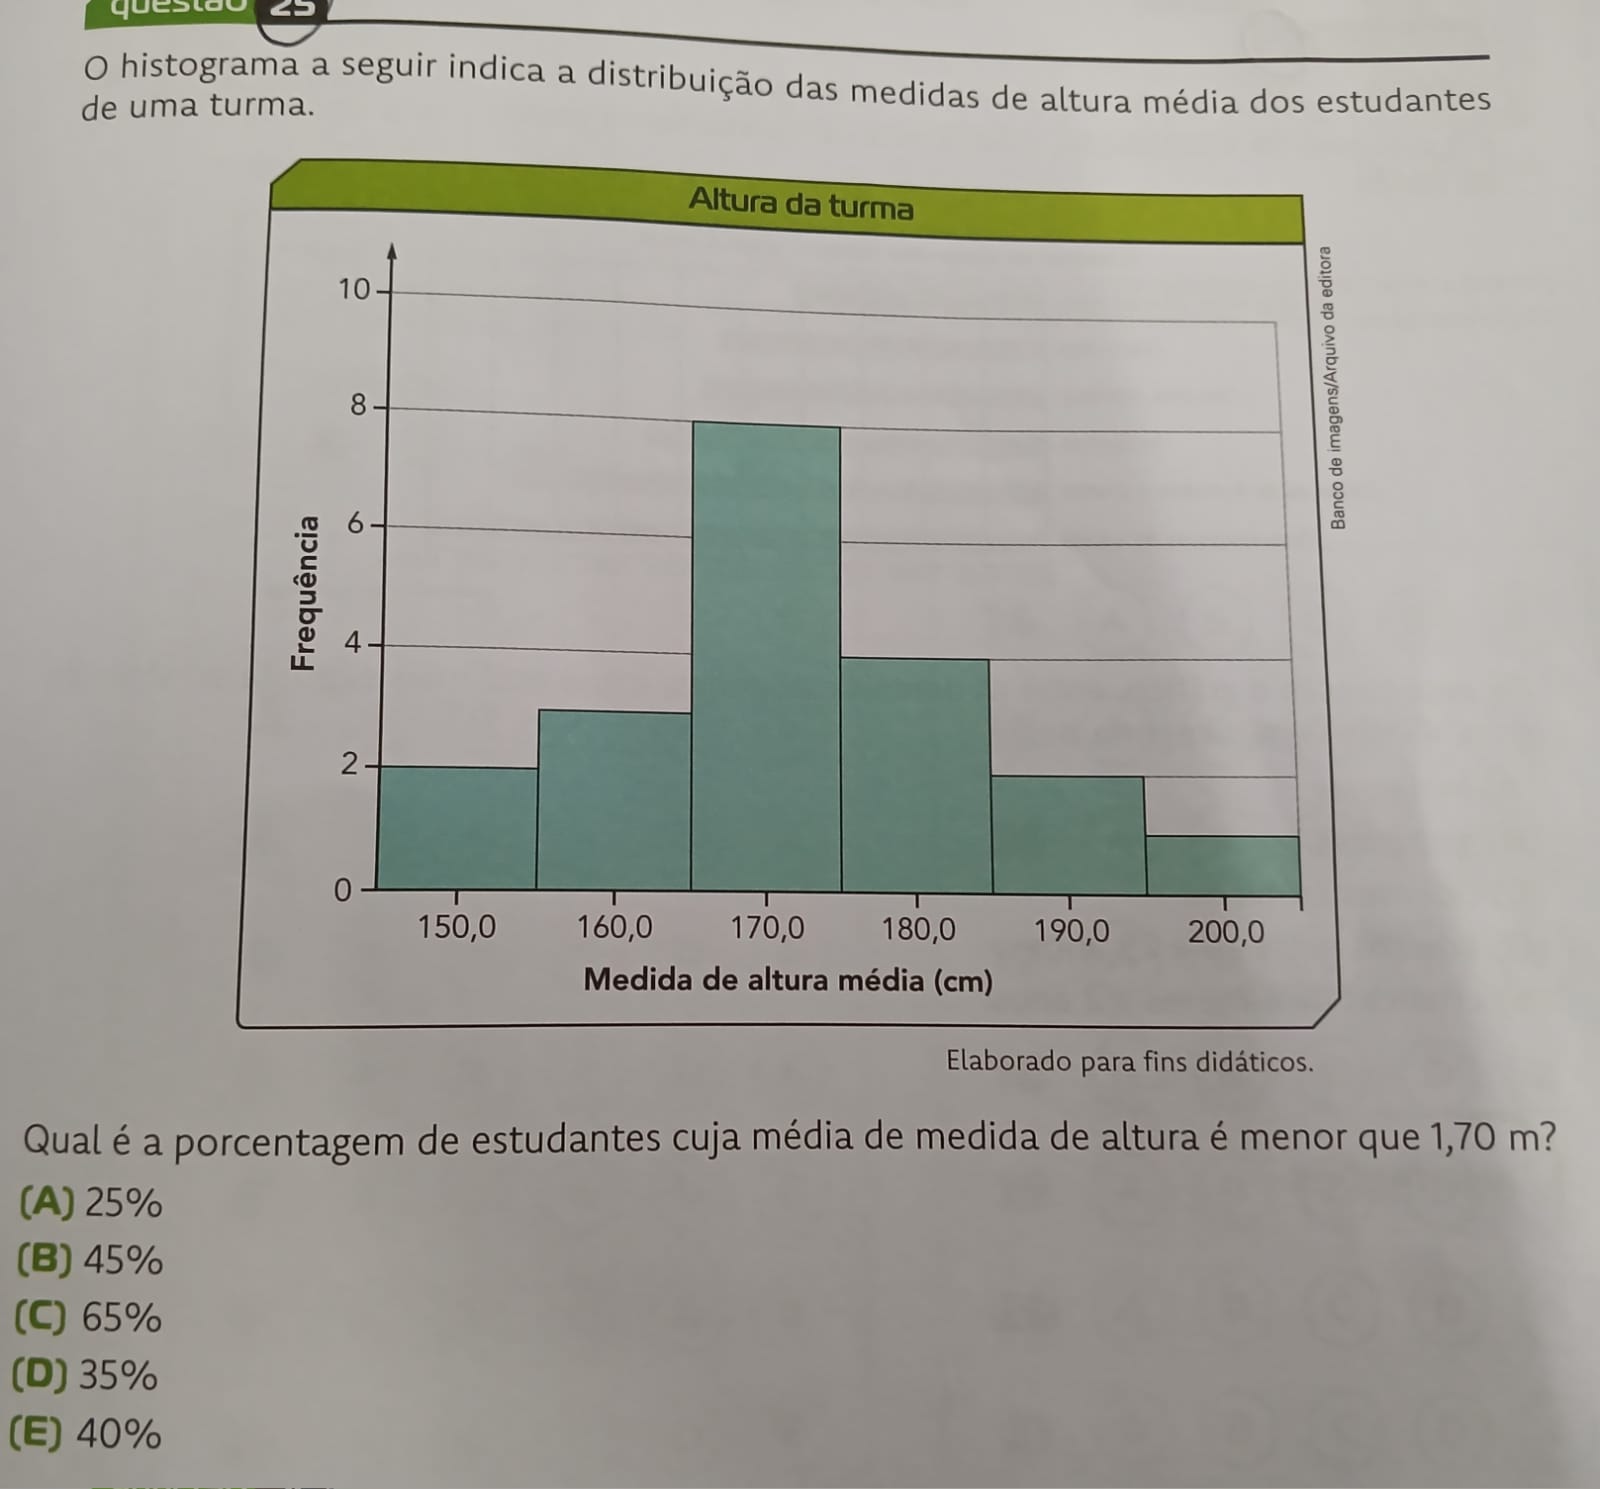 questão 25
O histograma a seguir indica a distribuição das medidas de altura média dos estudantes
de uma turma.
Altura da turma
10
8
6
4
2
0
Frequência
150,0 160,0 170,0 180,0 190,0 200,0
Medida de altura média (cm)
Banco de imagens/Arquivo da editora
Elaborado para fins didáticos.
Qual é a porcentagem de estudantes cuja média de medida de altura é menor que 1,70 m?
(A) 25%
(B) 45%
(C) 65%
(D) 35%
(E) 40%